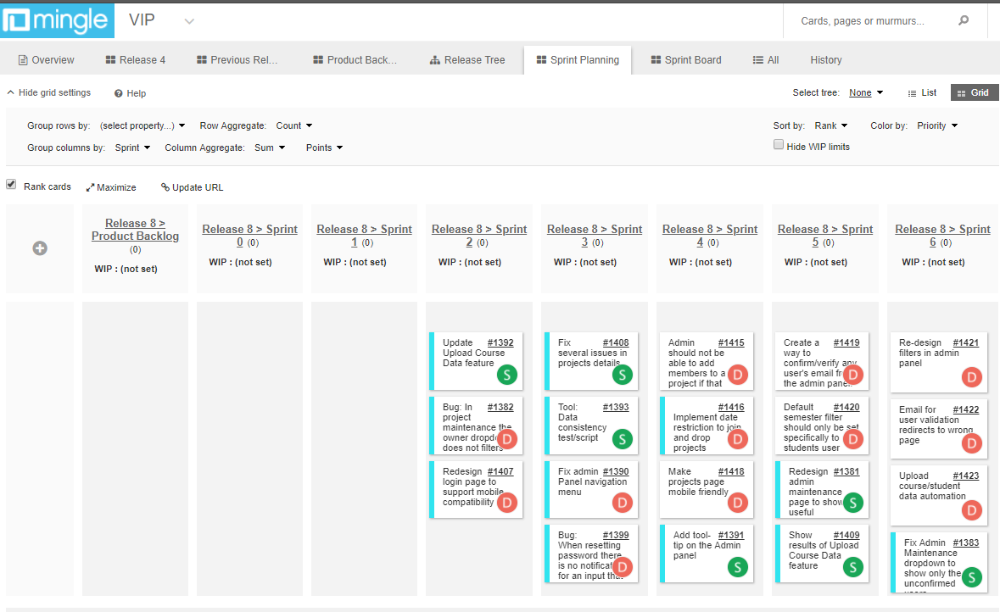 mingle VIP Cards, pages or murmurs...
Overview Release 4 Previous Rel... Product Back... Release Tree Sprint Planning Sprint Board All History
Hide grid settings Help Select tree: None List Grid
Group rows by: (select property...) Row Aggregate: Count Sort by: Rank Color by: Priority
Group columns by: Sprint Column Aggregate: Sum Points Hide WIP limits
Rank cards Maximize Update URL
Release 8 >
Product Backlog
(0)
WIP : (not set)
Release 8 > Sprint
0 (0)
WIP : (not set)
Release 8 > Sprint
1 (0)
WIP : (not set)
Release 8 > Sprint
2 (0)
WIP : (not set)
Release 8 > Sprint
3 (0)
WIP : (not set)
Release 8 > Sprint
4 (0)
WIP : (not set)
Release 8 > Sprint
5 (0)
WIP : (not set)
Release 8 > Sprint
6 (0)
WIP : (not set)
Update #1392
Upload Course
Data feature
S
Bug: In #1382
project
maintenance the
owner
does not filters
D
Redesign #1407
login page to
support mobile
compatibility
D
Fix #1408
several issues in
projects details
S
Tool: #1393
Data
consistency
test/script
S
Fix admin #1390
Panel navigation
menu
D
Bug: #1399
When resetting
password there
is no
for an input
D
Admin #1415
should not be
able to add
members to a
project if that
D
#1416
Implement date
restriction to join
and drop
projects
D
Make #1418
projects page
mobile friendly
D
Add tool- #1391
tip on the Admin
panel
S
Create a #1419
way to
confirm/verify any
user's email
the admin panel
D
Default #1420
semester filter
should only be set
specifically to
students user
D
Redesign #1381
admin
maintenance
page to show
useful
S
Show #1409
results of Upload
Course Data
feature
S
Re-design #1421
filters in admin
panel
D
Email for #1422
user validation
redirects to wrong
page
D
Upload #1423
course/student
data automation
D
Fix Admin #1383
Maintenance
dropdown to
show only the
unconfirmed
S